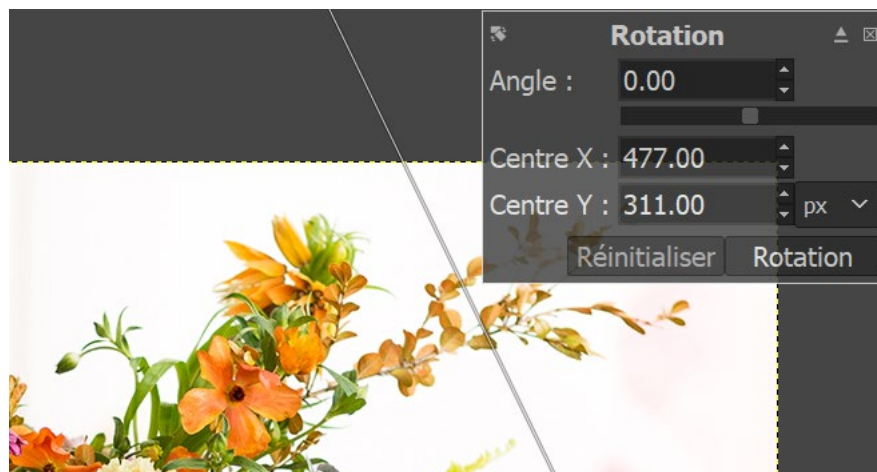 Rotation
Angle : 0.00
Centre X : 477.00
Centre Y : 311.00 px
Réinitialiser Rotation